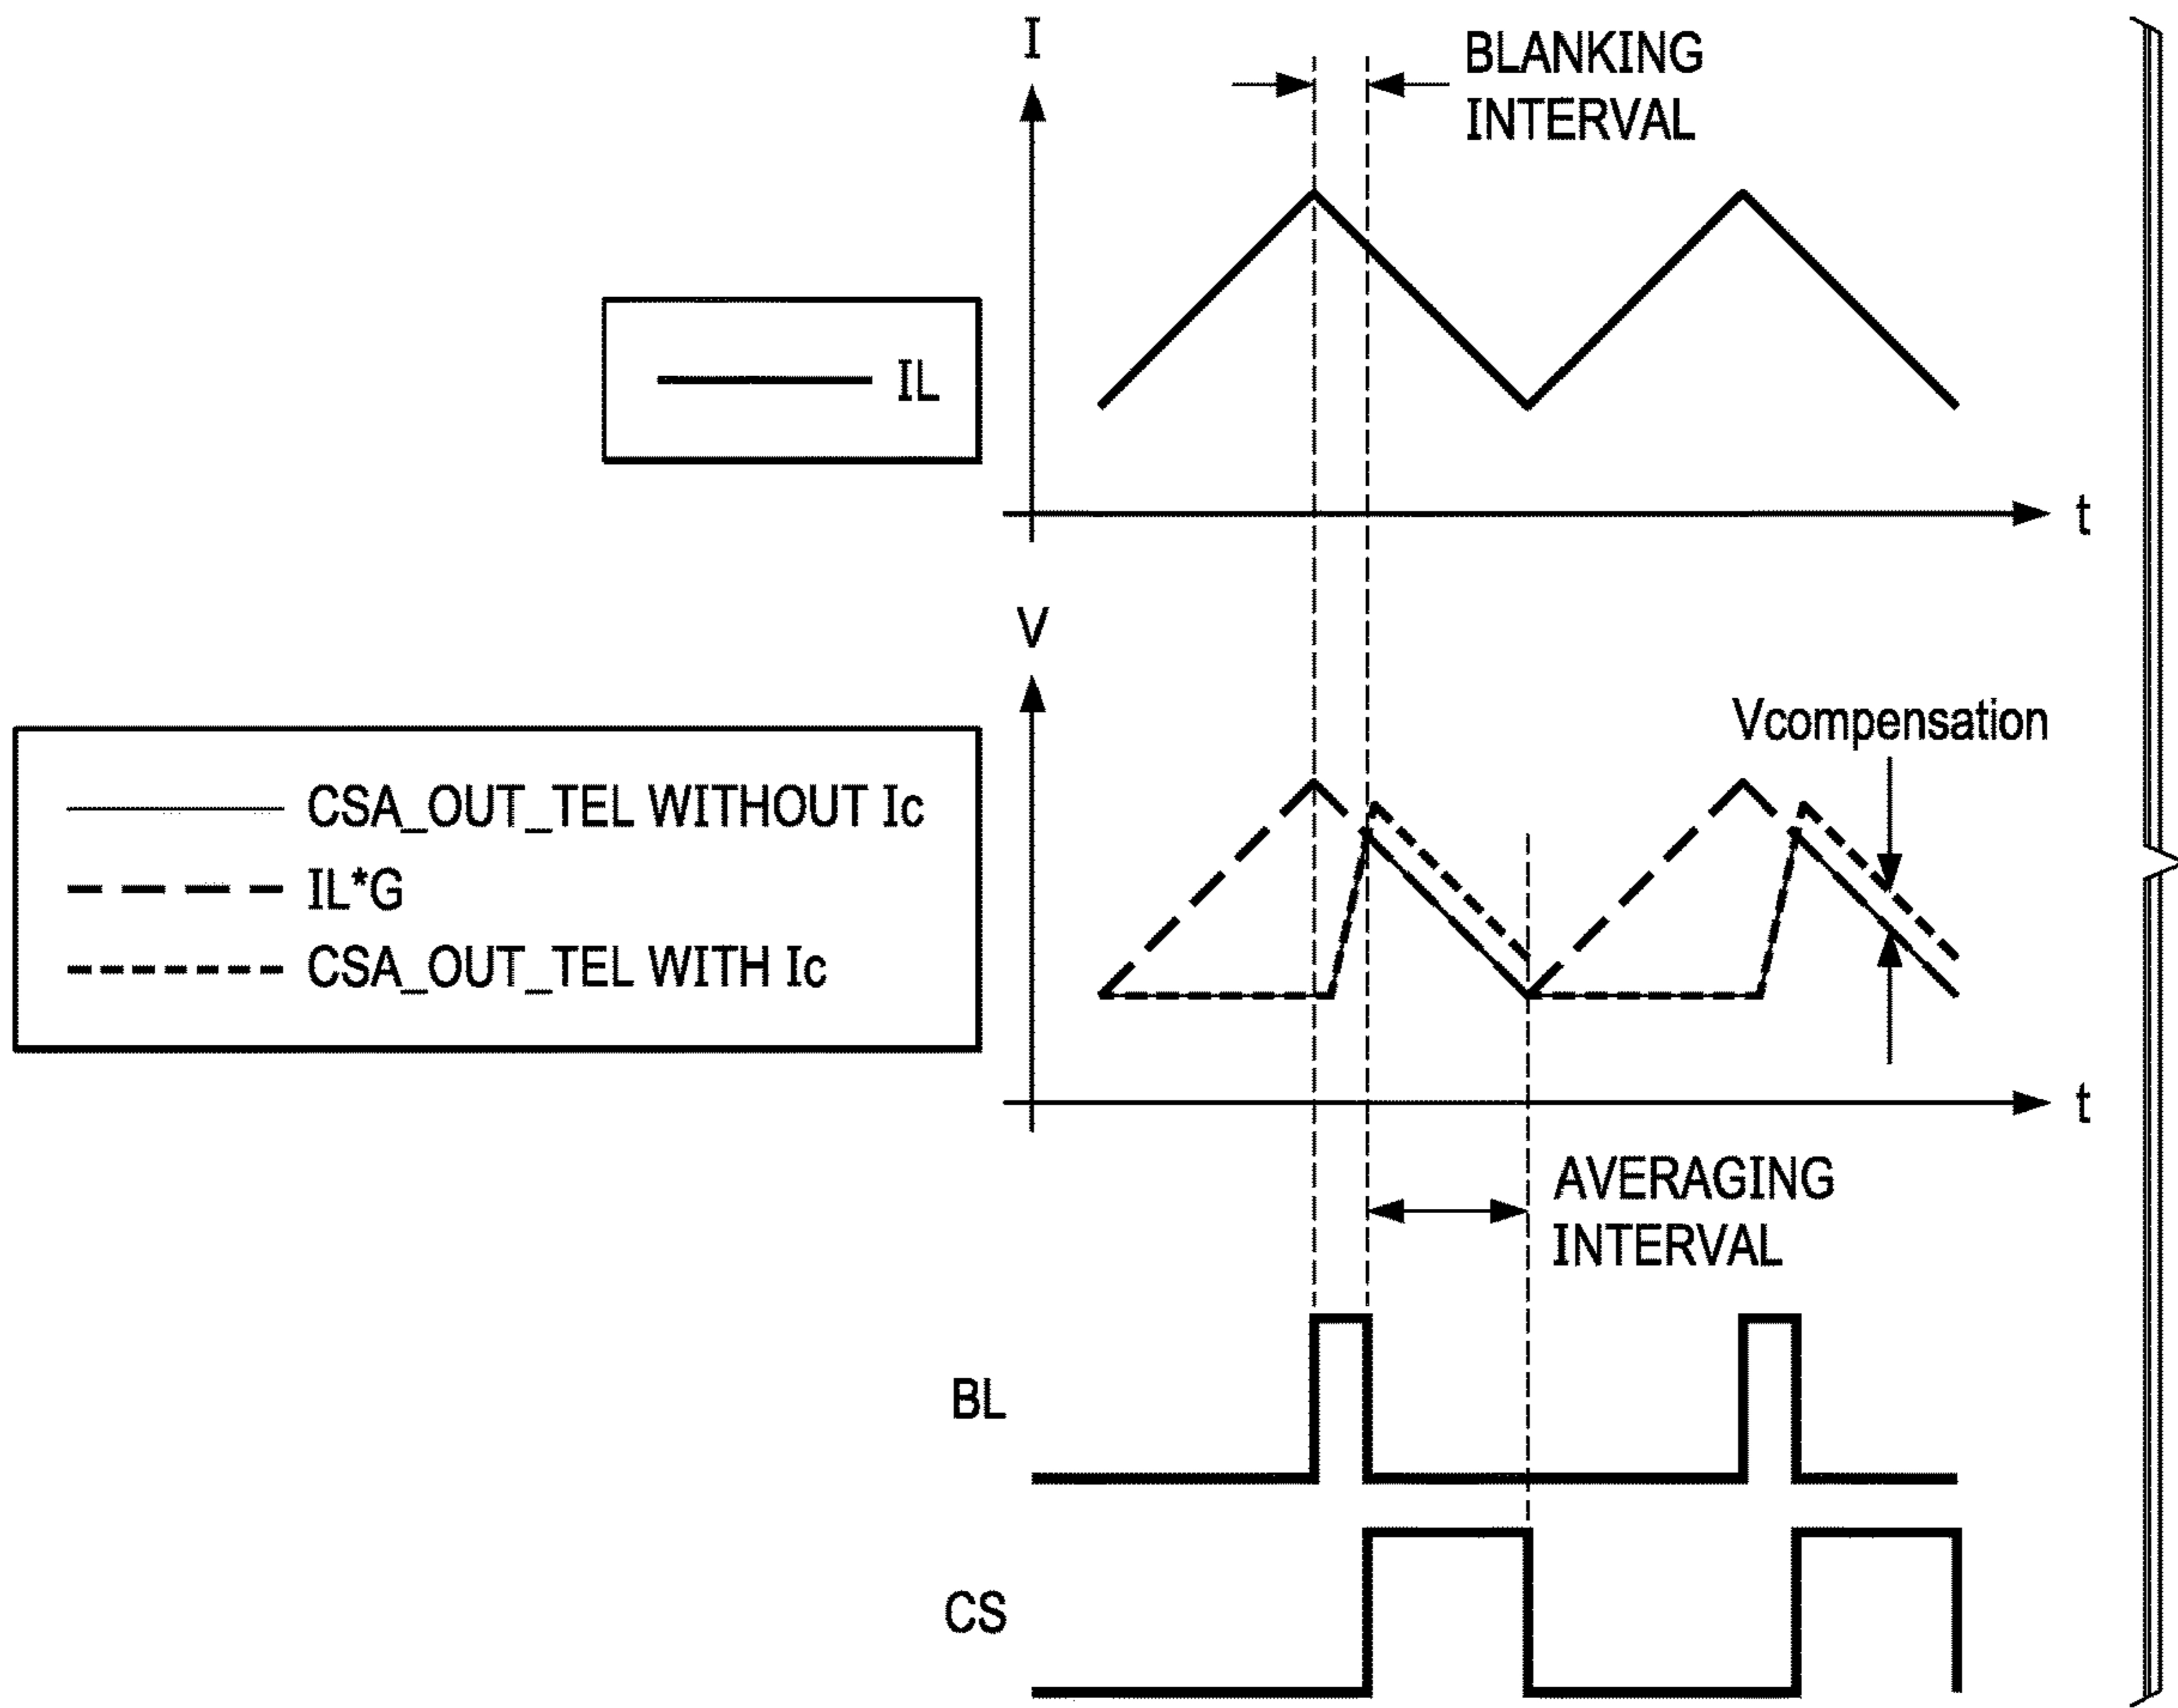 I
BLANKING
INTERVAL
IL
t
V
Vcompensation
CSA_OUT_TEL WITHOUT Ic
IL*G
CSA_OUT_TEL WITH Ic
t
AVERAGING
INTERVAL
BL
CS